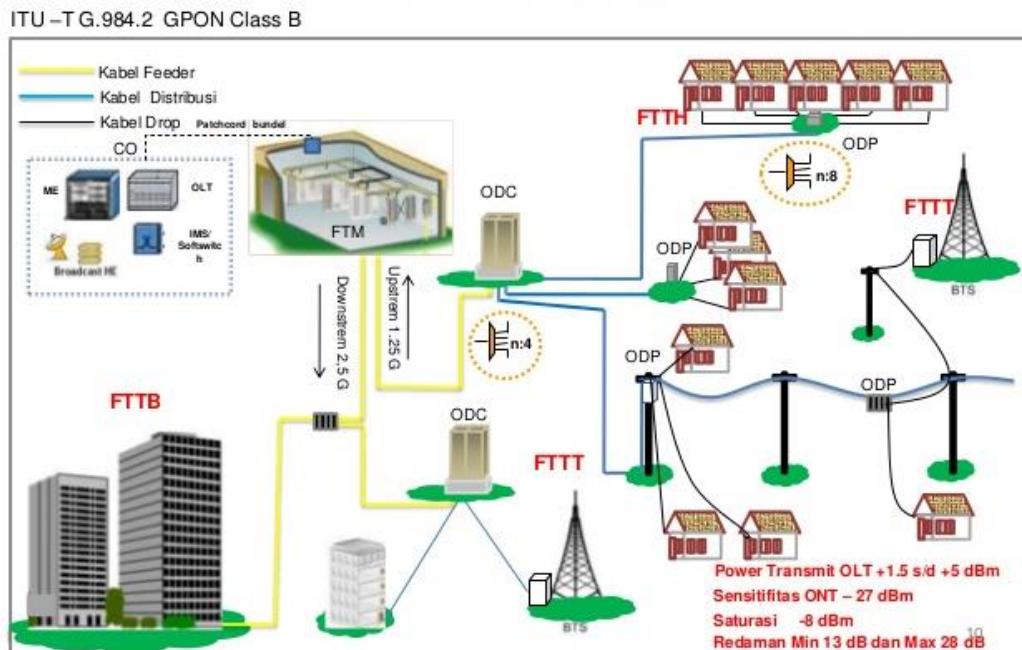 ITU –T G.984.2 GPON Class B
Kabel Feeder
Kabel Distribusi
Kabel Drop
Patchcord bundel
CO
ME
OLT
IMS/
Softswitc
h
Broadcast HE
FTM
Downstrem 2.5 G
Upstrem 1.25 G
ODC
n:4
FTTH
ODP
n:8
ODP
FTTT
BTS
ODP
ODP
FTTB
ODC
FTTT
BTS
Power Transmit OLT +1.5 s/d +5 dBm
Sensitifitas ONT – 27 dBm
Saturasi -8 dBm
Redaman Min 13 dB dan Max 28 dB
10